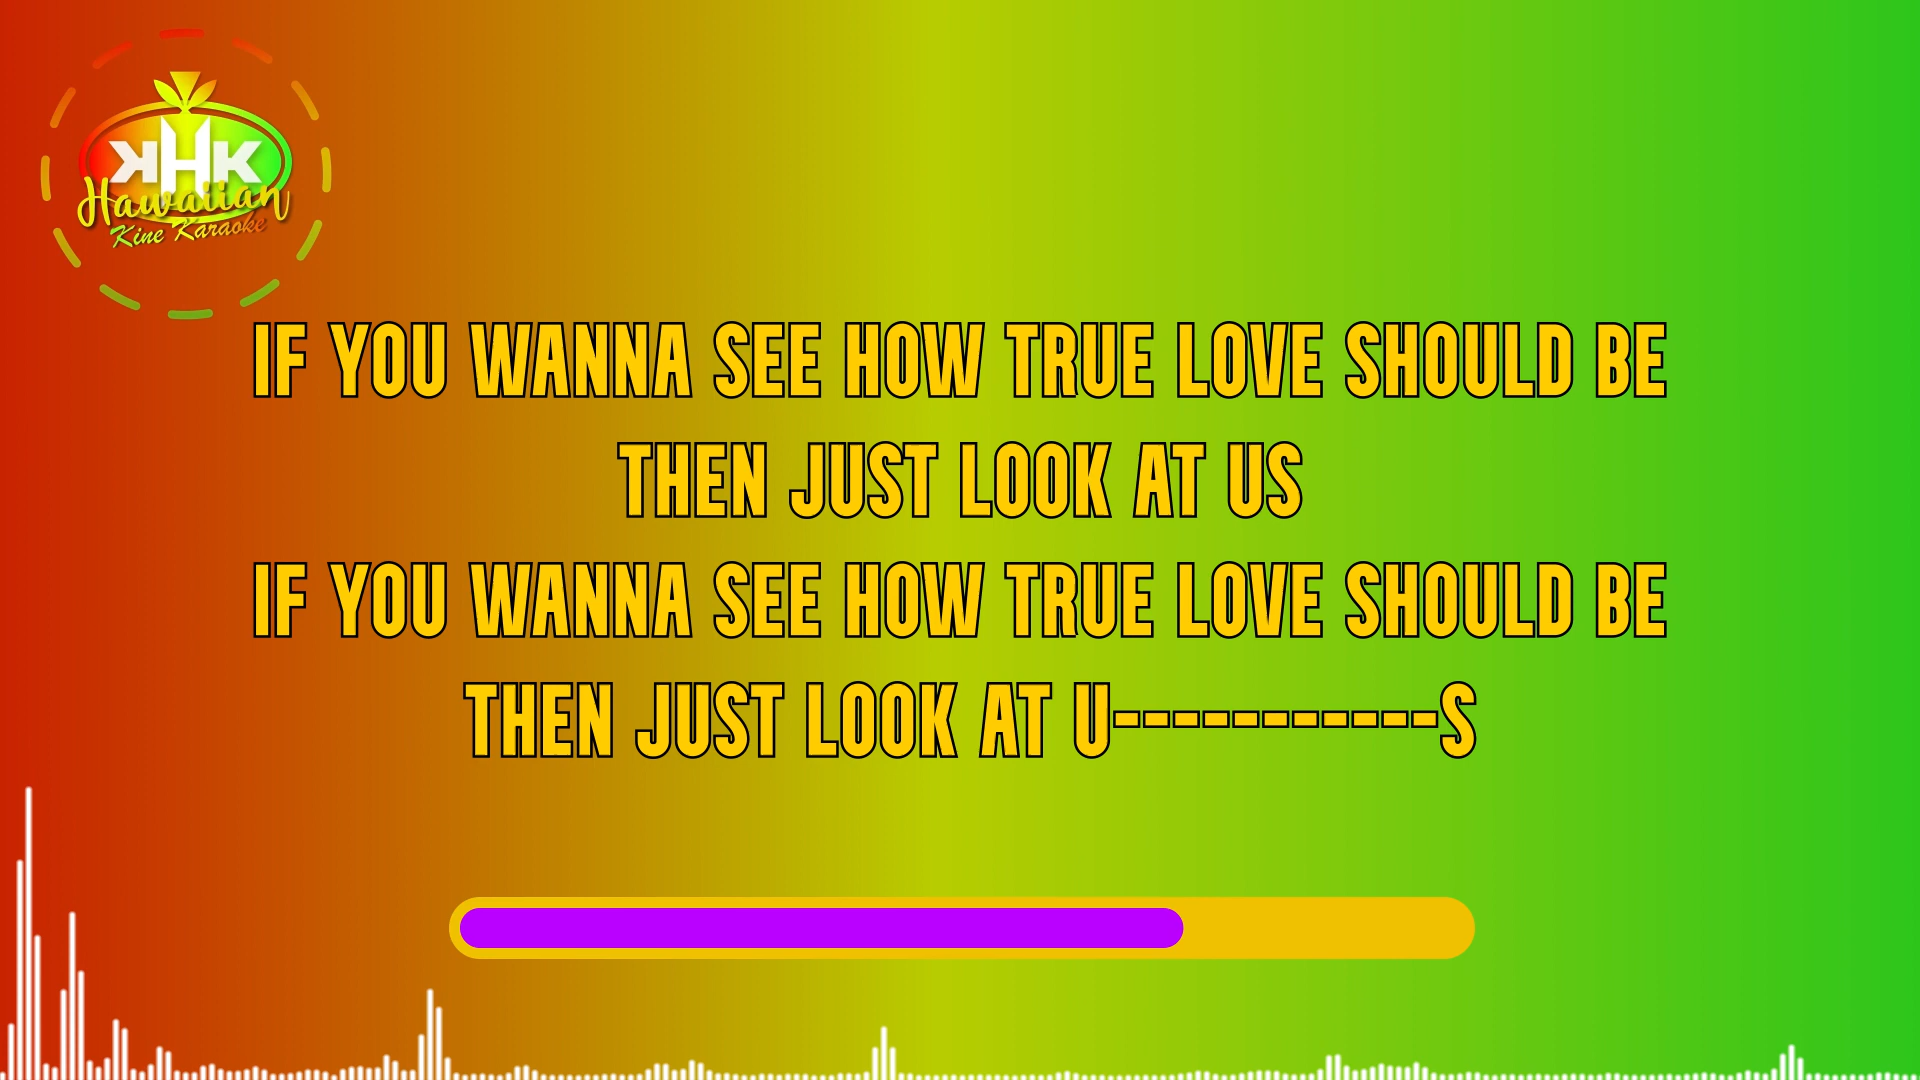 KHK
Hawaiian
Kine Karaoke
IF YOU WANNA SEE HOW TRUE LOVE SHOULD BE
THEN JUST LOOK AT US
IF YOU WANNA SEE HOW TRUE LOVE SHOULD BE
THEN JUST LOOK AT U-----------S